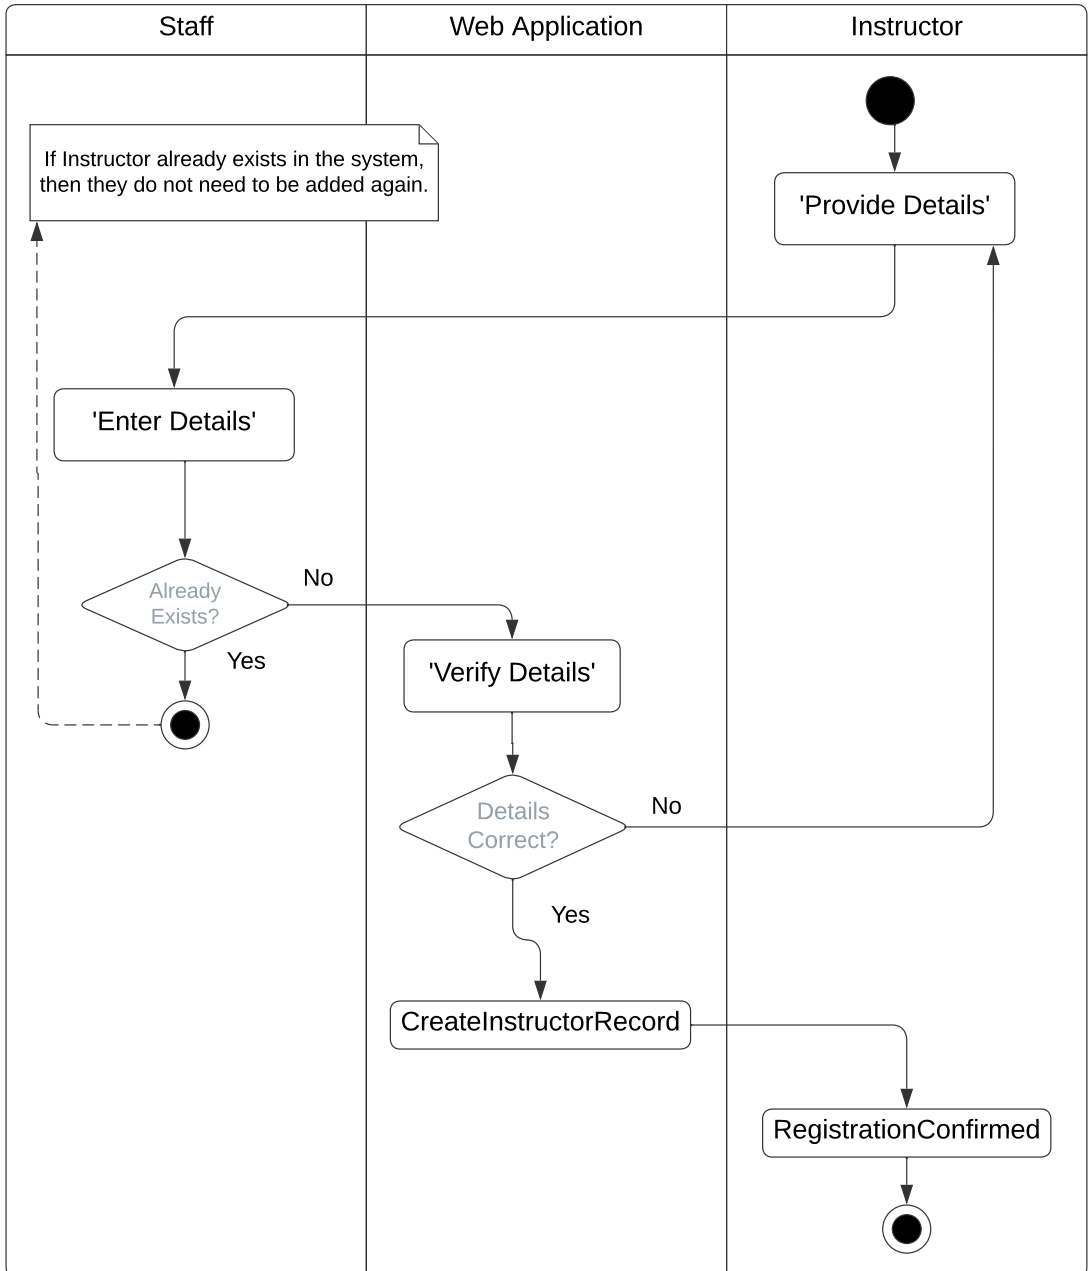 Staff
Web Application
Instructor
If Instructor already exists in the system,
then they do not need to be added again.
'Provide Details'
'Enter Details'
Already
Exists?
No
Yes
'Verify Details'
Details
Correct?
No
Yes
CreateInstructorRecord
RegistrationConfirmed